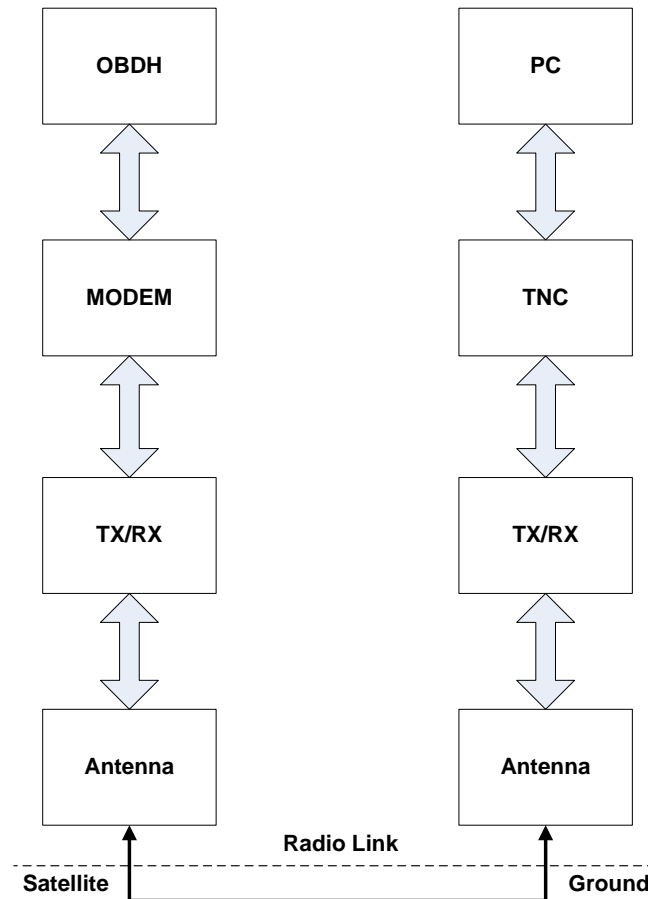 OBDH
PC
MODEM
TNC
TX/RX
TX/RX
Antenna
Antenna
Radio Link
Satellite
Ground